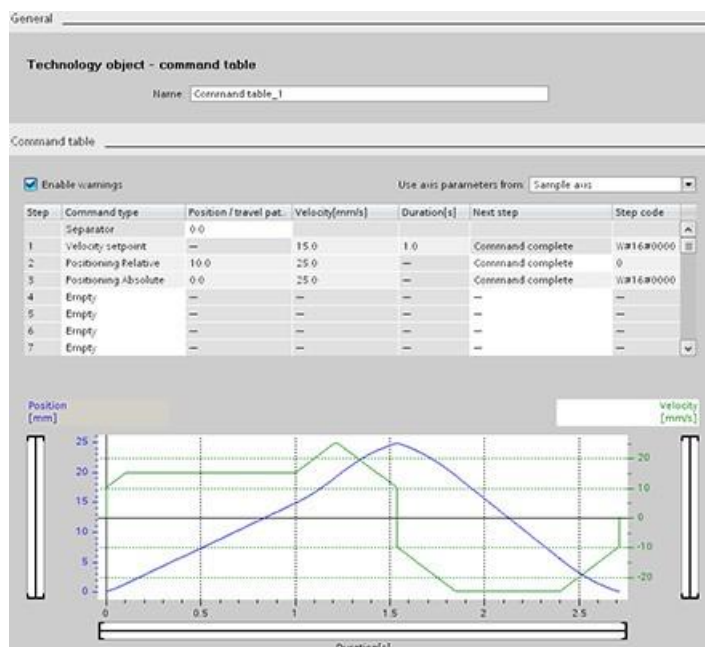 General
Technology object - command table
Name: Command table_1
Command table
Enable warnings Use axis parameters from: Sample axis
Step Command type Position / travel pat.. Velocity[mm/s] Duration[s] Next step Step code
Separator 0.0
1 Velocity setpoint — 15.0 1.0 Command complete W#16#0000
2 Positioning Relative 10.0 25.0 — Command complete 0
3 Positioning Absolute 0.0 25.0 — Command complete W#16#0000
4 Empty — — — — —
5 Empty — — — — —
6 Empty — — — — —
7 Empty — — — — —
Position
[mm]
Velocity
[mm/s]
25
20
15
10
5
0
20
10
0
-10
-20
0 0.5 1 1.5 2 2.5
Duration[s]